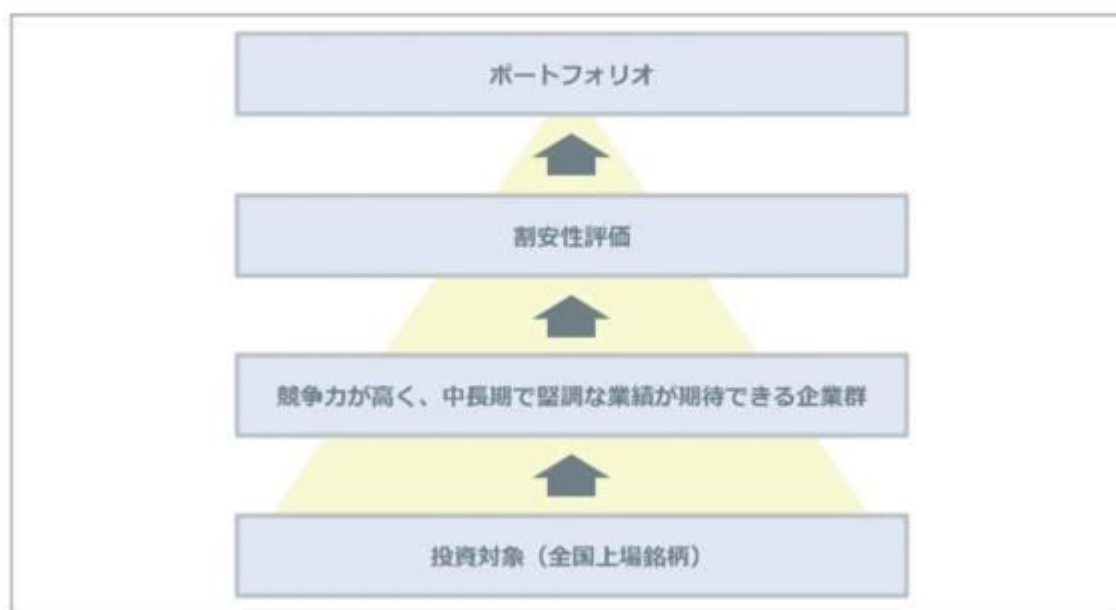 ポートフォリオ
割安性評価
競争力が高く、中長期で堅調な業績が期待できる企業群
投資対象（全国上場銘柄）